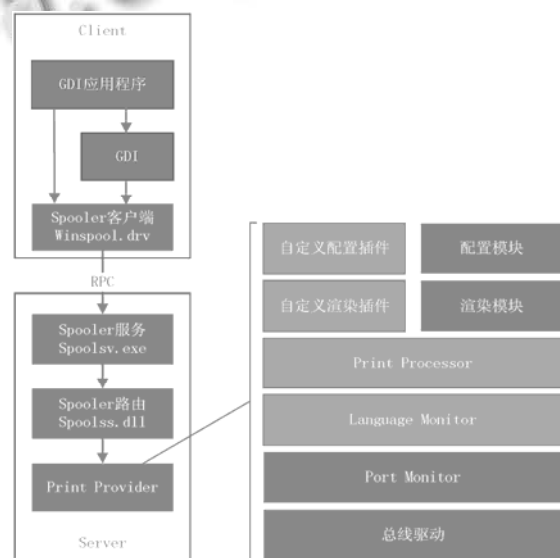 Client
GDI应用程序
GDI
Spooler客户端
Winspool.drv
RPC
Spooler服务
Spoolsv.exe
Spooler路由
Spoolss.dll
Print Provider
Server
自定义配置插件
配置模块
自定义渲染插件
渲染模块
Print Processor
Language Monitor
Port Monitor
总线驱动